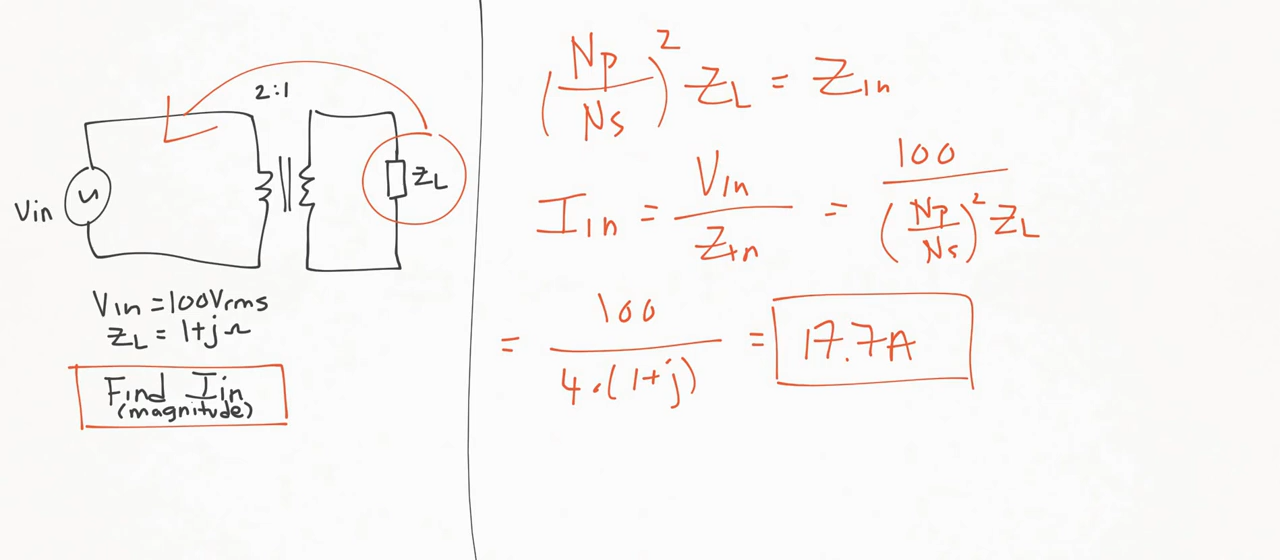 2:1
ZL
Vin
Vin = 100Vrms
ZL = 1+j Ω
Find Iin
(magnitude)
(Np/Ns)² ZL = Zin
Iin = Vin/Zin = 100/((Np/Ns)² ZL)
= 100/(4·(1+j)) = 17.7A